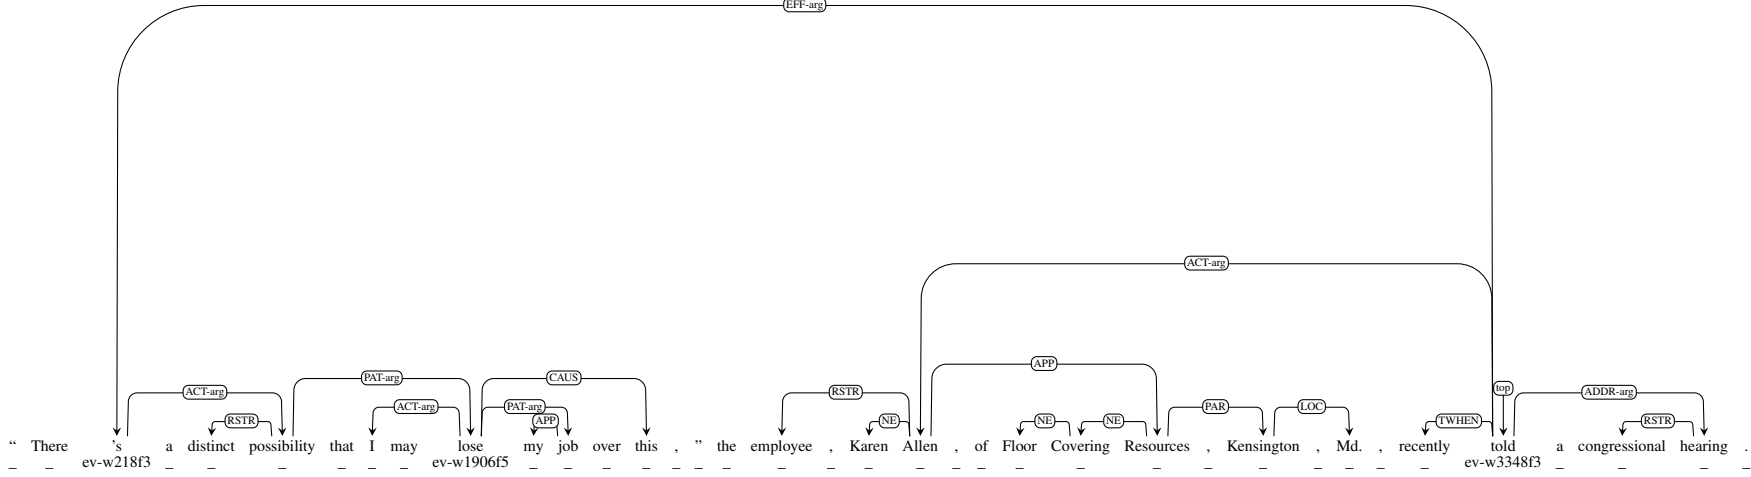 EFF-arg
ACT-arg
APP
top
PAT-arg CAUS
ACT-arg RSTR ADDR-arg
ACT-arg PAT-arg PAR LOC
RSTR APP NE NE NE TWHEN RSTR
“ There 's a distinct possibility that I may lose my job over this , ” the employee , Karen Allen , of Floor Covering Resources , Kensington , Md. , recently told a congressional hearing .
_ _ ev-w218f3 _ _ _ _ _ _ ev-w1906f5 _ _ _ _ _ _ _ _ _ _ _ _ _ _ _ _ _ _ _ _ _ _ ev-w3348f3 _ _ _ _